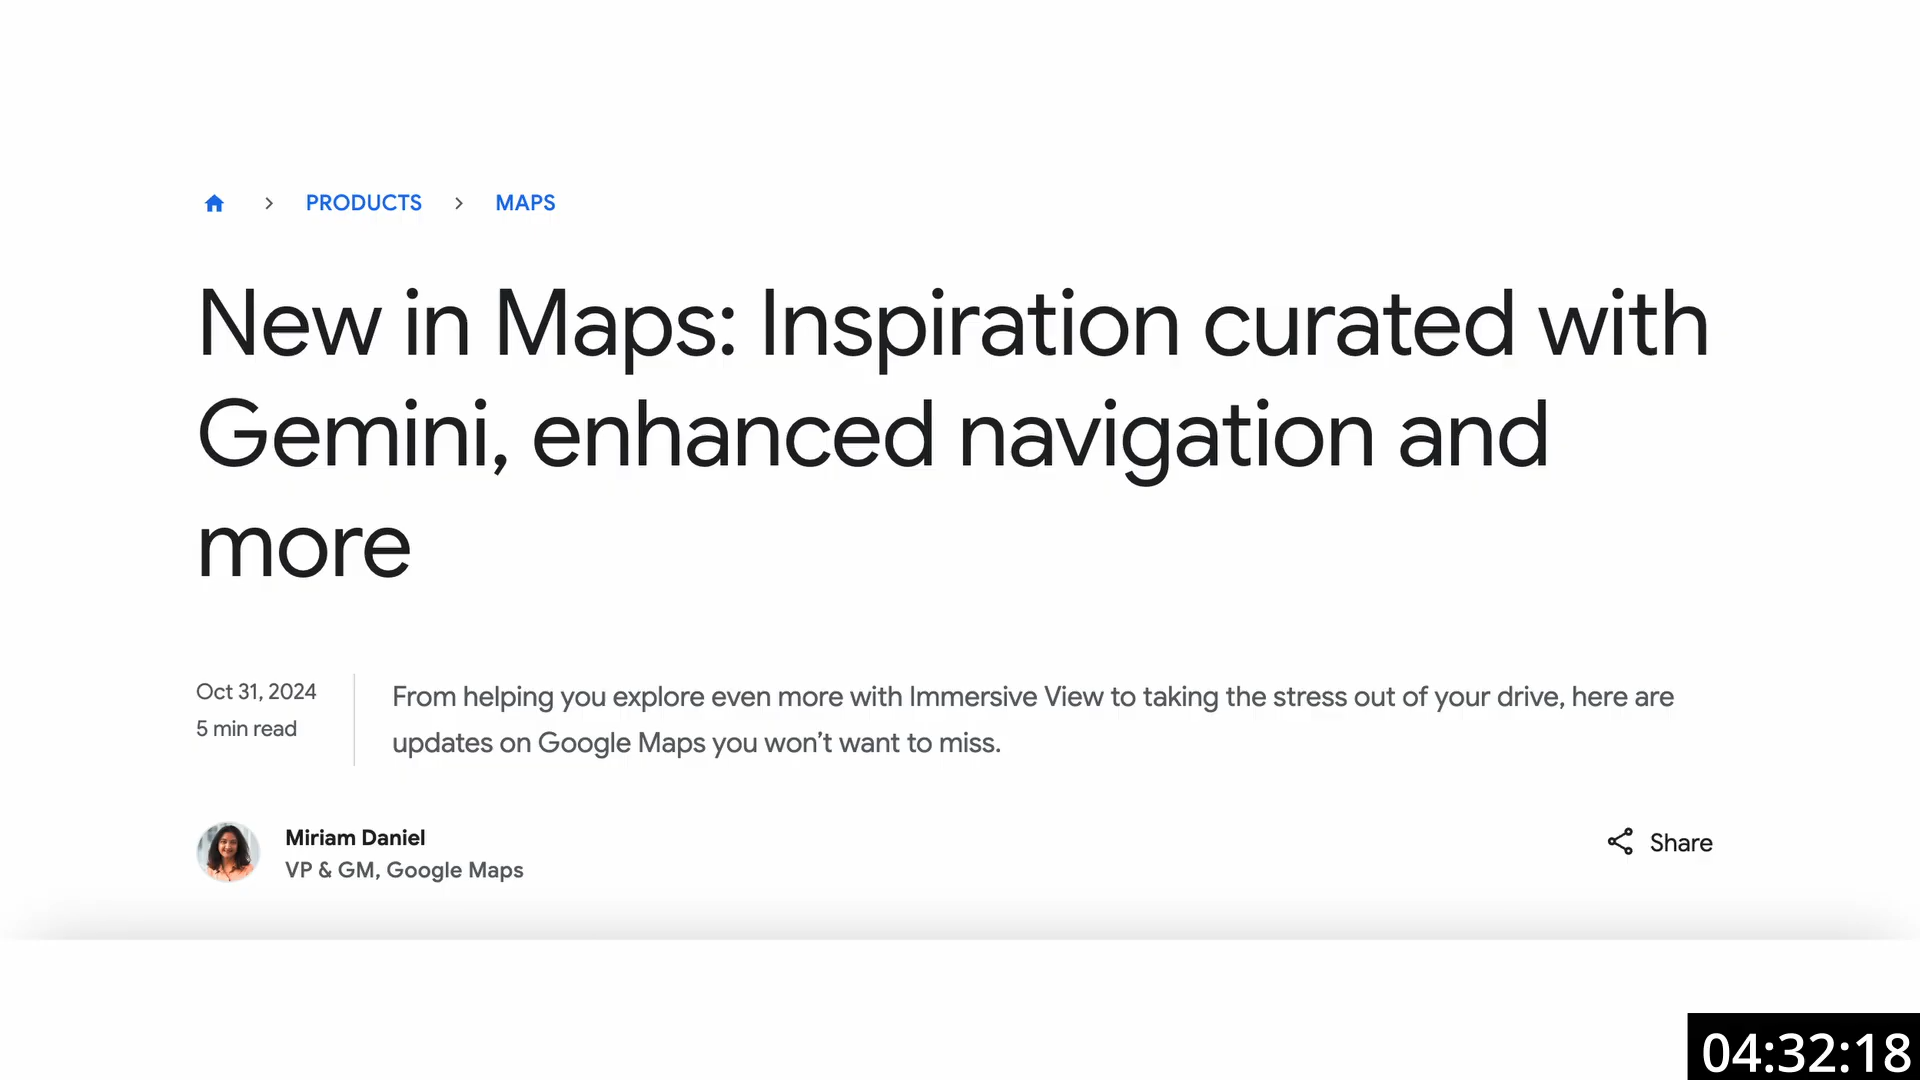 PRODUCTS > MAPS
New in Maps: Inspiration curated with
Gemini, enhanced navigation and
more
Oct 31, 2024
5 min read
From helping you explore even more with Immersive View to taking the stress out of your drive, here are
updates on Google Maps you won’t want to miss.
Miriam Daniel
VP & GM, Google Maps
Share
04:32:18